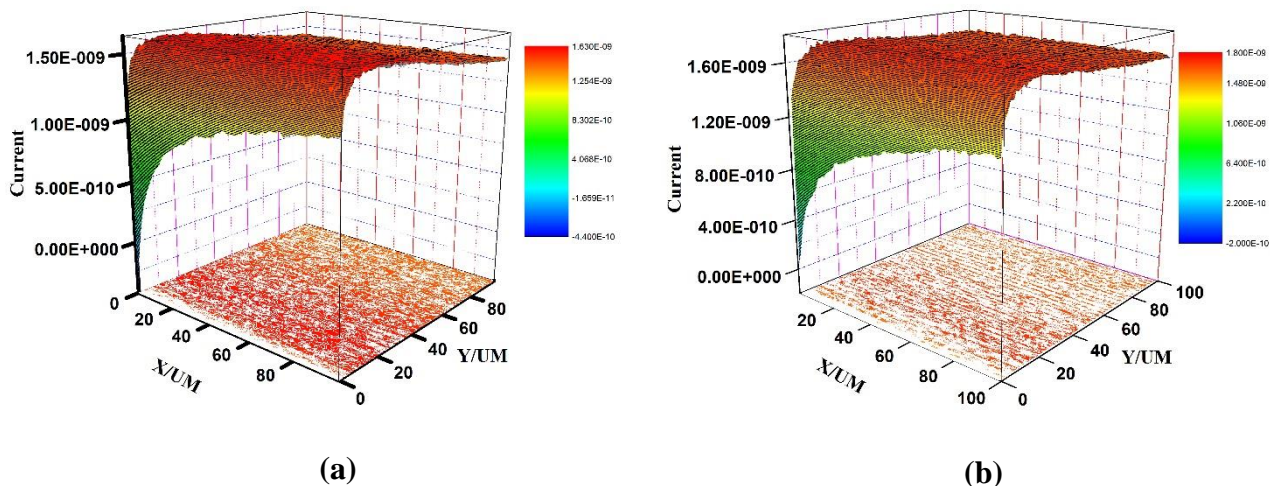 1.50E-009
1.00E-009
5.00E-010
0.00E+000
Current
0
20
40
60
80
X/UM
0
20
40
60
80
Y/UM
1.630E-09
1.254E-09
8.302E-10
4.068E-10
-1.659E-11
-4.400E-10
(a)
1.60E-009
1.20E-009
8.00E-010
4.00E-010
0.00E+000
Current
20
40
60
80
100
X/UM
0
20
40
60
80
100
Y/UM
1.800E-09
1.480E-09
1.060E-09
6.400E-10
2.200E-10
-2.000E-10
(b)